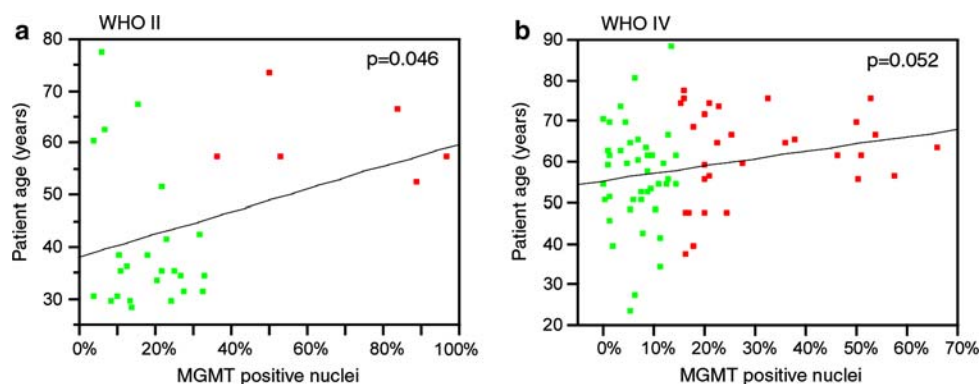 a WHO II
p=0.046
Patient age (years)
80
70
60
50
40
30
0% 20% 40% 60% 80% 100%
MGMT positive nuclei
b WHO IV
p=0.052
Patient age (years)
90
80
70
60
50
40
30
20
0% 10% 20% 30% 40% 50% 60% 70%
MGMT positive nuclei